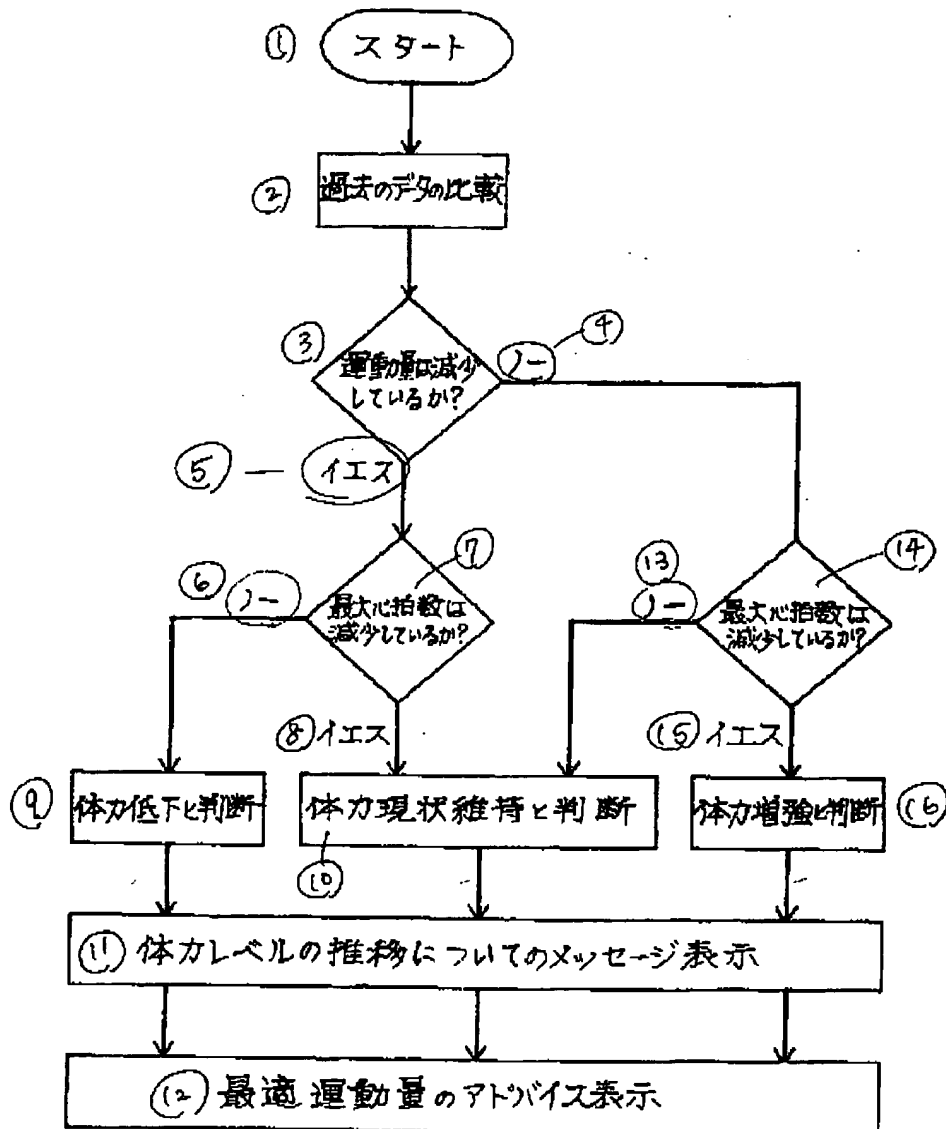 ① スタート
② 過去のデータの比較
③ 運動量は減少
しているか?
④ ノー
⑤ イエス
⑥ ノー
⑦ 最大心拍数は
減少しているか?
⑬ ノー
⑭ 最大心拍数は
減少しているか?
⑧ イエス
⑮ イエス
⑨ 体力低下と判断
体力現状維持と判断
⑩
体力増強と判断 ⑯
⑪ 体力レベルの推移についてのメッセージ表示
⑫ 最適運動量のアドバイス表示